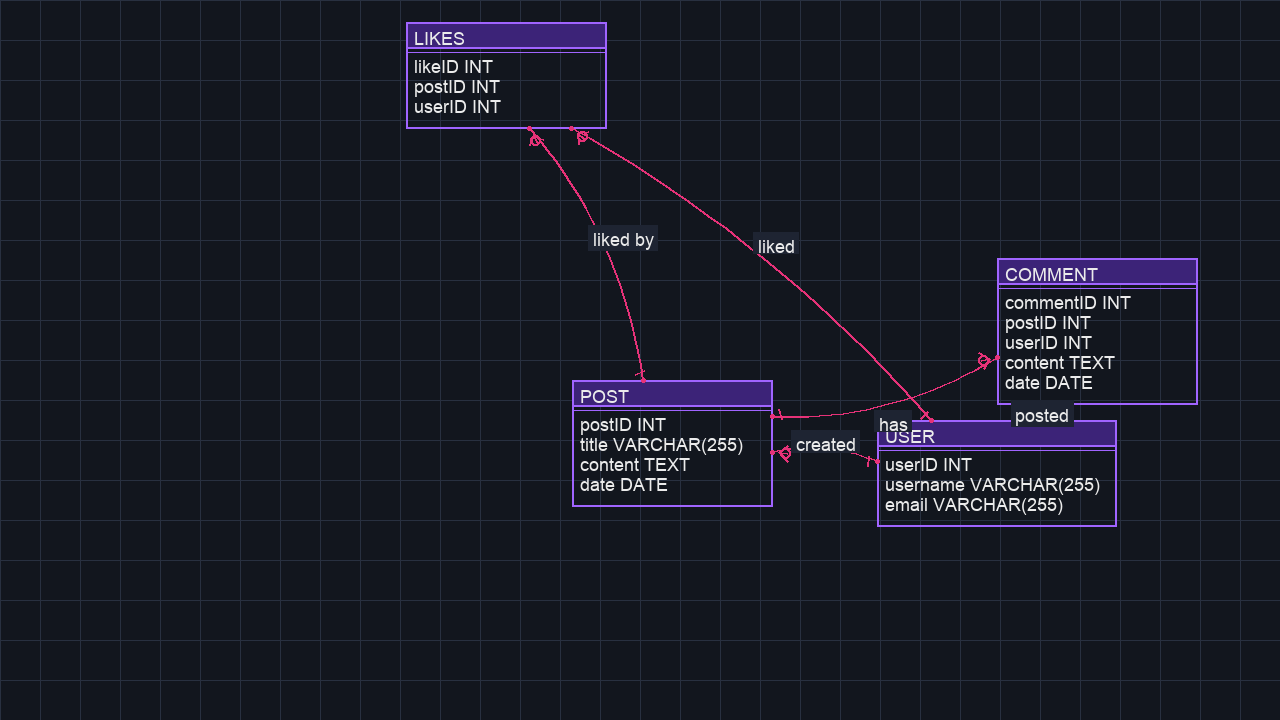 LIKES
likeID INT
postID INT
userID INT
liked by
liked
COMMENT
commentID INT
postID INT
userID INT
content TEXT
date DATE
posted
POST
postID INT
title VARCHAR(255)
content TEXT
date DATE
has
created
USER
userID INT
username VARCHAR(255)
email VARCHAR(255)